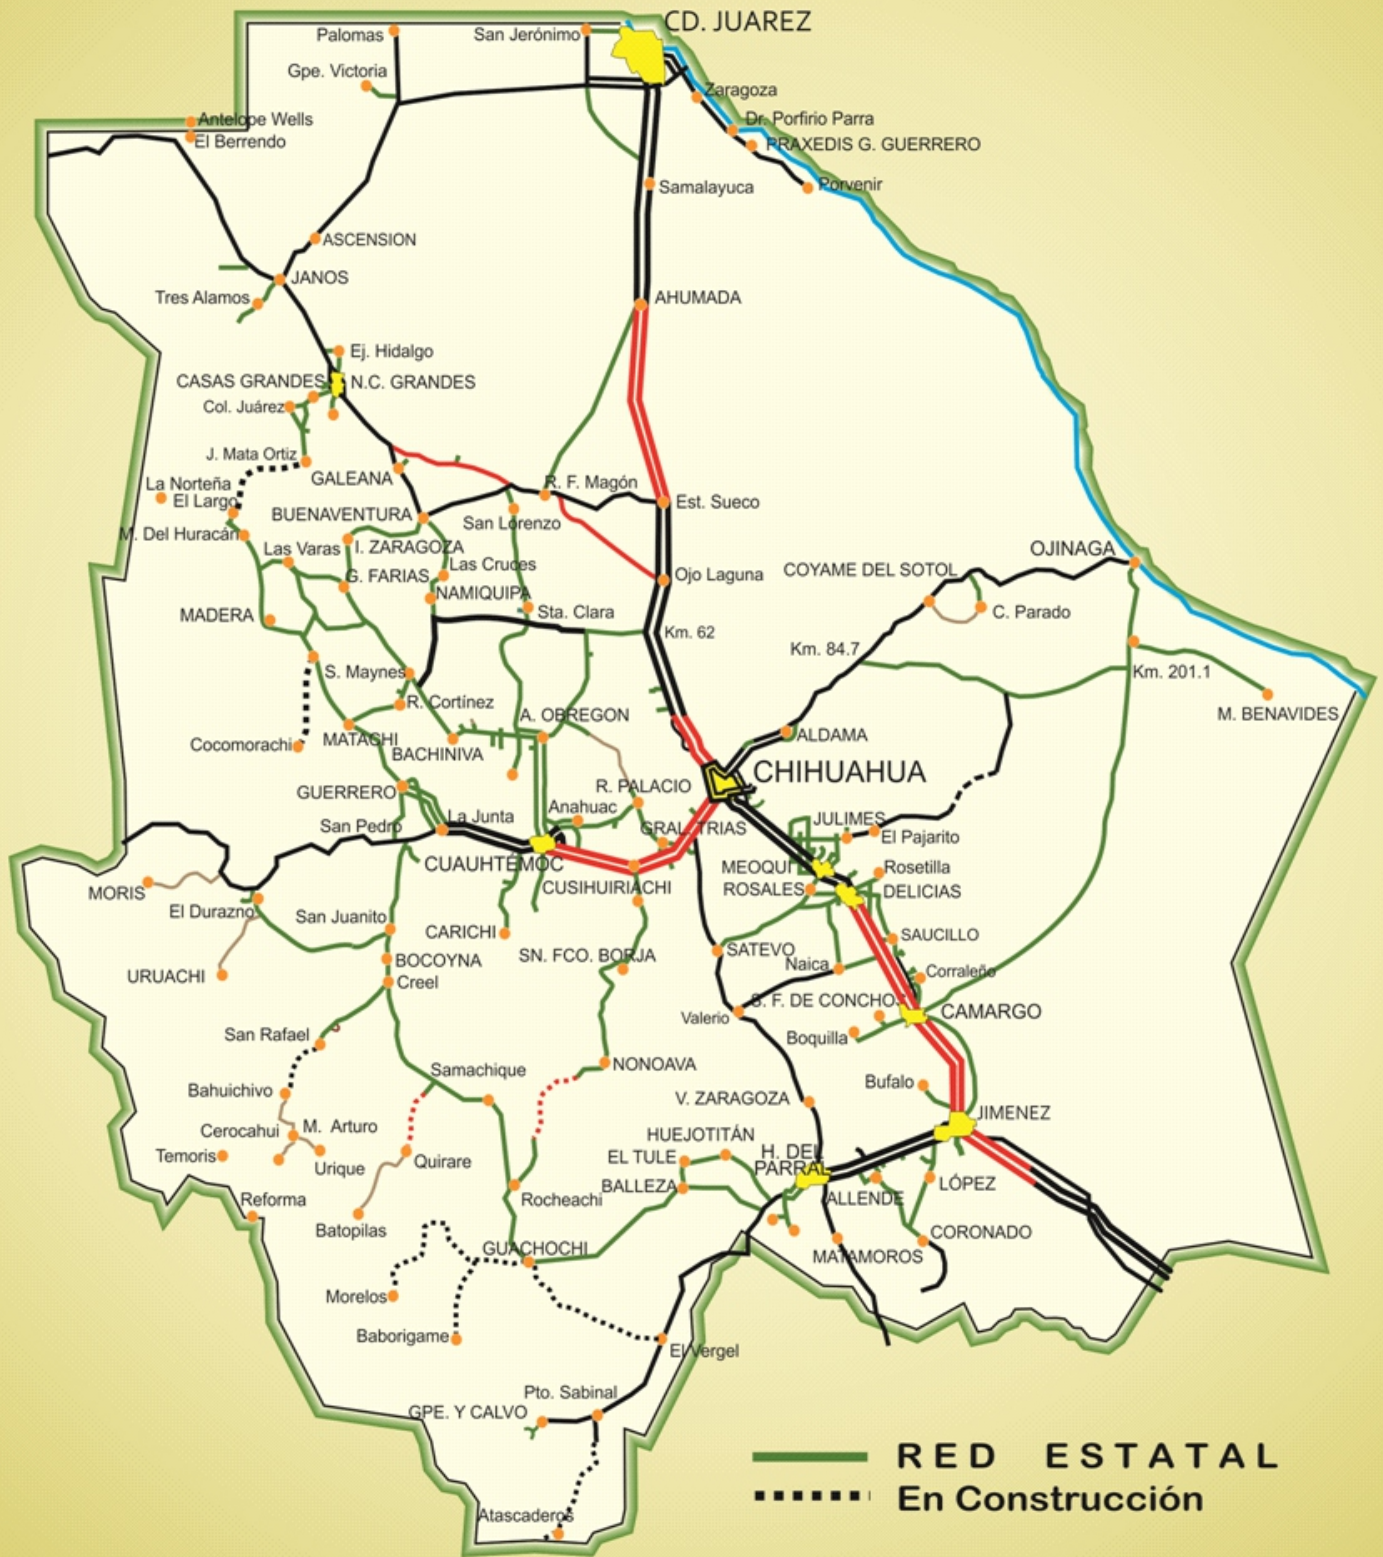 CD. JUAREZ
Palomas
San Jerónimo
Gpe. Victoria
Zaragoza
Antelope Wells
Dr. Porfirio Parra
El Berrendo
PRAXEDIS G. GUERRERO
Samalayuca
Porvenir
ASCENSION
JANOS
Tres Alamos
AHUMADA
Ej. Hidalgo
CASAS GRANDES
N.C. GRANDES
Col. Juárez
J. Mata Ortiz
GALEANA
La Norteña
R. F. Magón
El Largo
Est. Sueco
BUENAVENTURA
San Lorenzo
M. Del Huracán
Las Varas
I. ZARAGOZA
OJINAGA
Las Cruces
G. FARIAS
Ojo Laguna
COYAME DEL SOTOL
NAMIQUIPA
MADERA
Sta. Clara
C. Parado
Km. 62
Km. 84.7
S. Maynes
Km. 201.1
R. Cortínez
A. OBREGON
M. BENAVIDES
Cocomorachi
MATACHI
ALDAMA
BACHINIVA
CHIHUAHUA
GUERRERO
R. PALACIO
La Junta
Anahuac
JULIMES
San Pedro
GRAL. TRIAS
El Pajarito
CUAUHTEMOC
MEOQUI
Rosetilla
MORIS
CUSIHUIRIACHI
ROSALES
DELICIAS
El Durazno
San Juanito
CARICHI
SAUCILLO
SN. FCO. BORJA
SATEVO
BOCOYNA
Naica
URUACHI
Creel
Corraleño
S. F. DE CONCHOS
CAMARGO
Valerio
San Rafael
Boquilla
NONOAVA
Samachique
Bufalo
Bahuichivo
V. ZARAGOZA
JIMENEZ
Cerocahui
M. Arturo
HUEJOTITÁN
Temoris
EL TULE
H. DEL
PARRAL
Urique
Quirare
BALLEZA
LÓPEZ
Reforma
Rocheachi
ALLENDE
Batopilas
CORONADO
GUACHOCHI
MATAMOROS
Morelos
Baborigame
El Vergel
Pto. Sabinal
GPE. Y CALVO
RED ESTATAL
En Construcción
Atascaderos